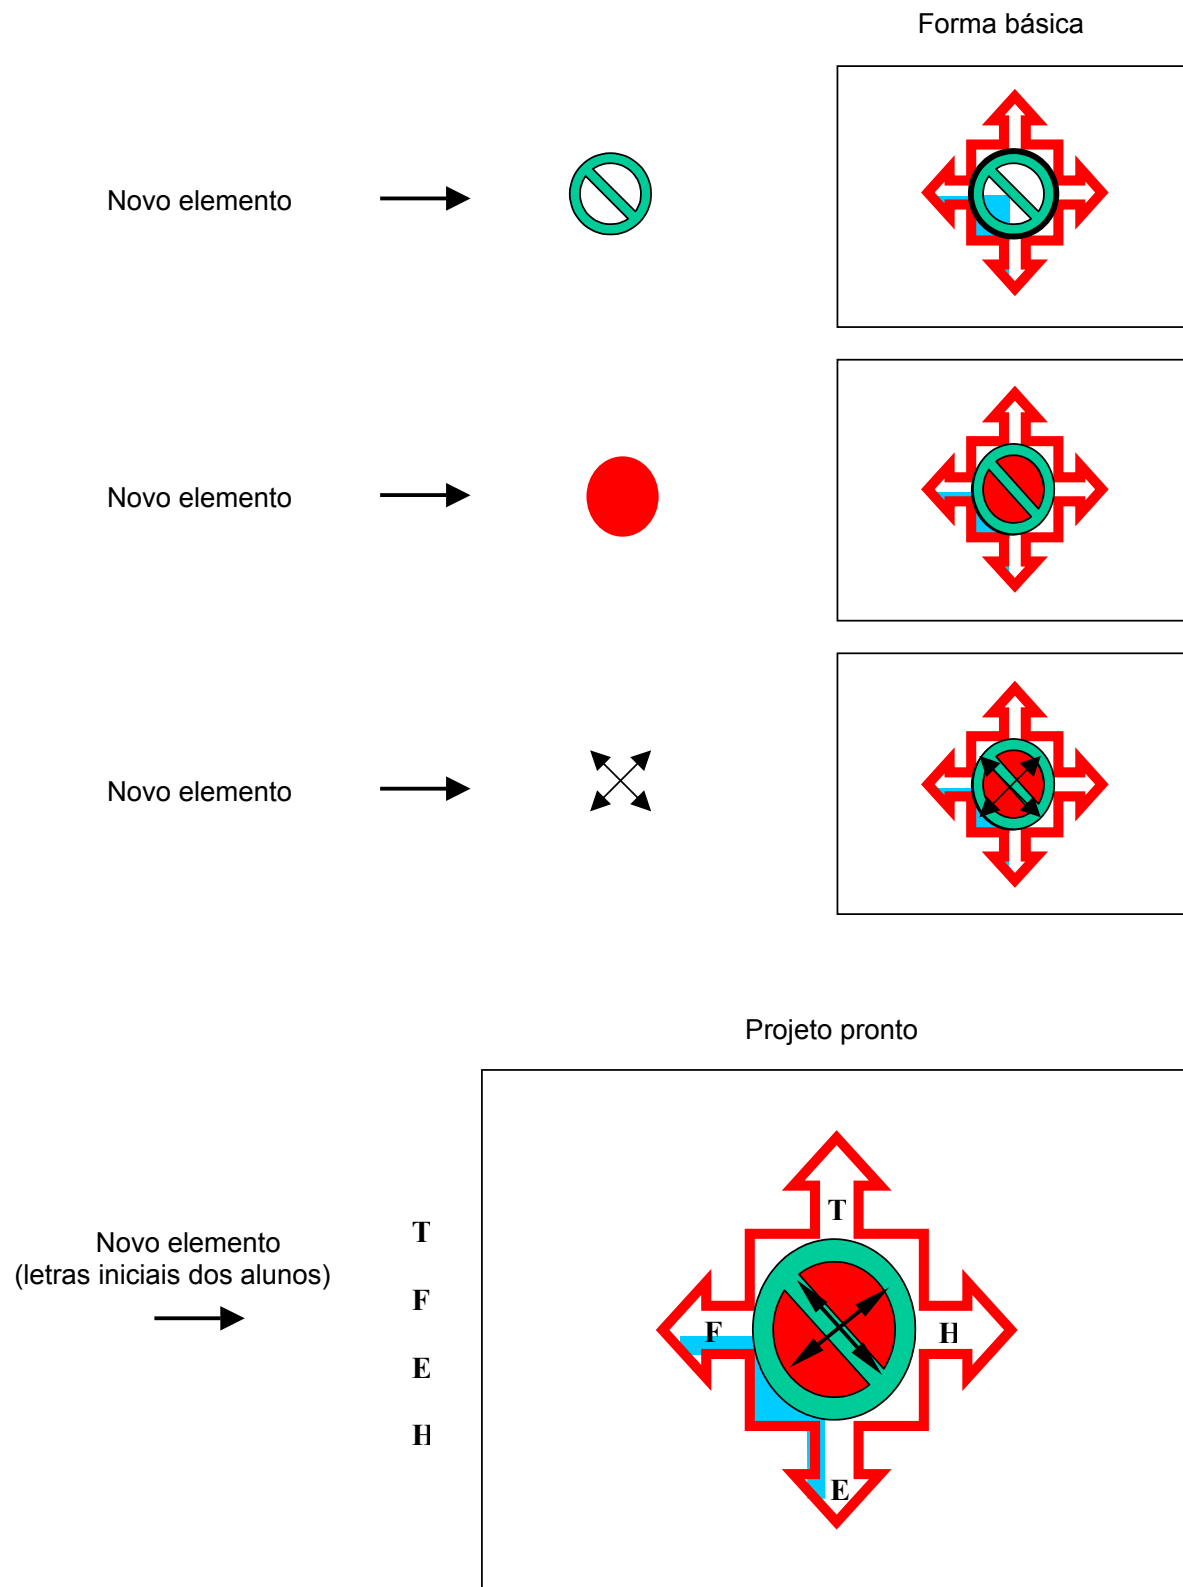 Forma básica
Novo elemento
Novo elemento
Novo elemento
Projeto pronto
Novo elemento
(letras iniciais dos alunos)
T
F
E
H
T
F
H
E